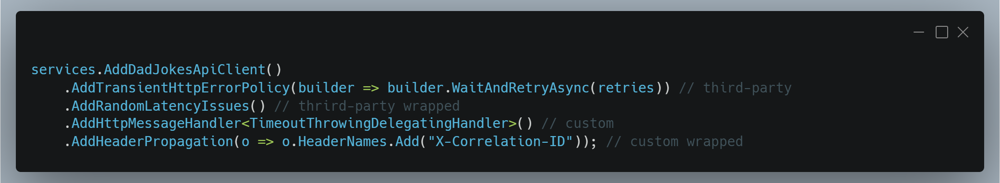 services.AddDadJokesApiClient()
    .AddTransientHttpErrorPolicy(builder => builder.WaitAndRetryAsync(retries)) // third-party
    .AddRandomLatencyIssues() // thrird-party wrapped
    .AddHttpMessageHandler<TimeoutThrowingDelegatingHandler>() // custom
    .AddHeaderPropagation(o => o.HeaderNames.Add("X-Correlation-ID")); // custom wrapped